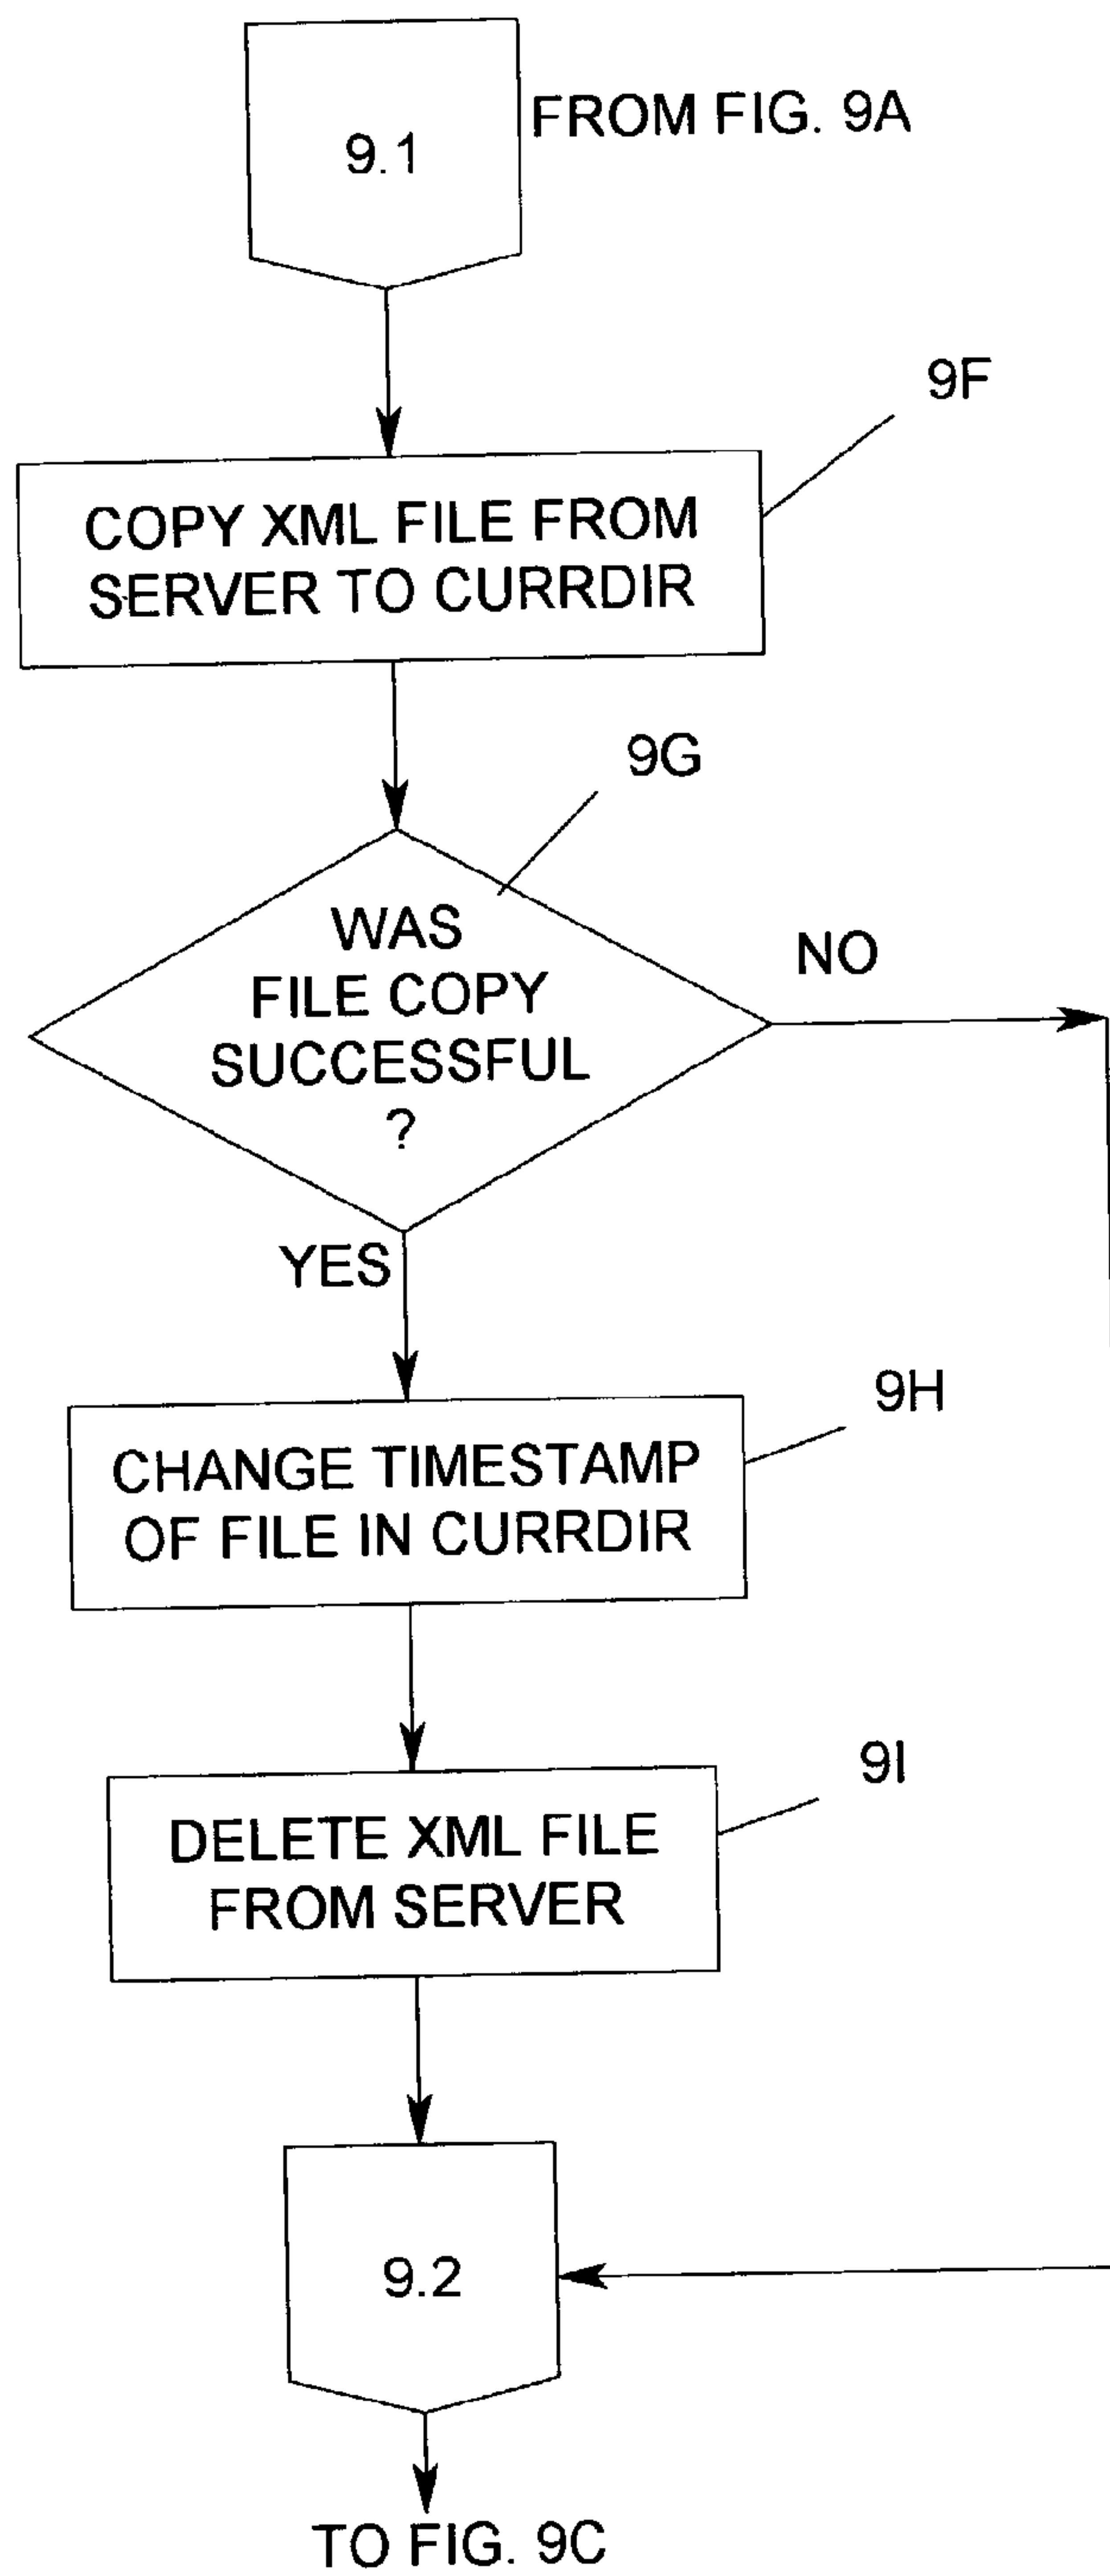 9.1
FROM FIG. 9A
9F
COPY XML FILE FROM
SERVER TO CURRDIR
9G
WAS
FILE COPY
SUCCESSFUL
?
NO
YES
9H
CHANGE TIMESTAMP
OF FILE IN CURRDIR
9I
DELETE XML FILE
FROM SERVER
9.2
TO FIG. 9C